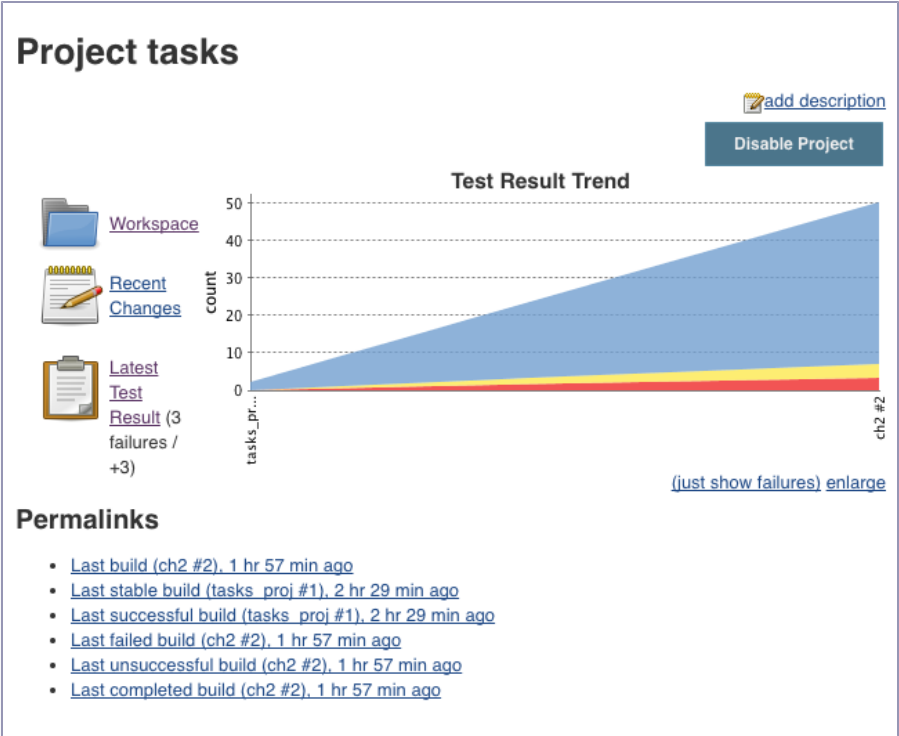 Project tasks
add description
Disable Project
Test Result Trend
Workspace
Recent
Changes
Latest
Test
Result (3
failures /
+3)
count
50
40
30
20
10
0
tasks_pr...
ch2 #2
(just show failures) enlarge
Permalinks
Last build (ch2 #2), 1 hr 57 min ago
Last stable build (tasks_proj #1), 2 hr 29 min ago
Last successful build (tasks_proj #1), 2 hr 29 min ago
Last failed build (ch2 #2), 1 hr 57 min ago
Last unsuccessful build (ch2 #2), 1 hr 57 min ago
Last completed build (ch2 #2), 1 hr 57 min ago